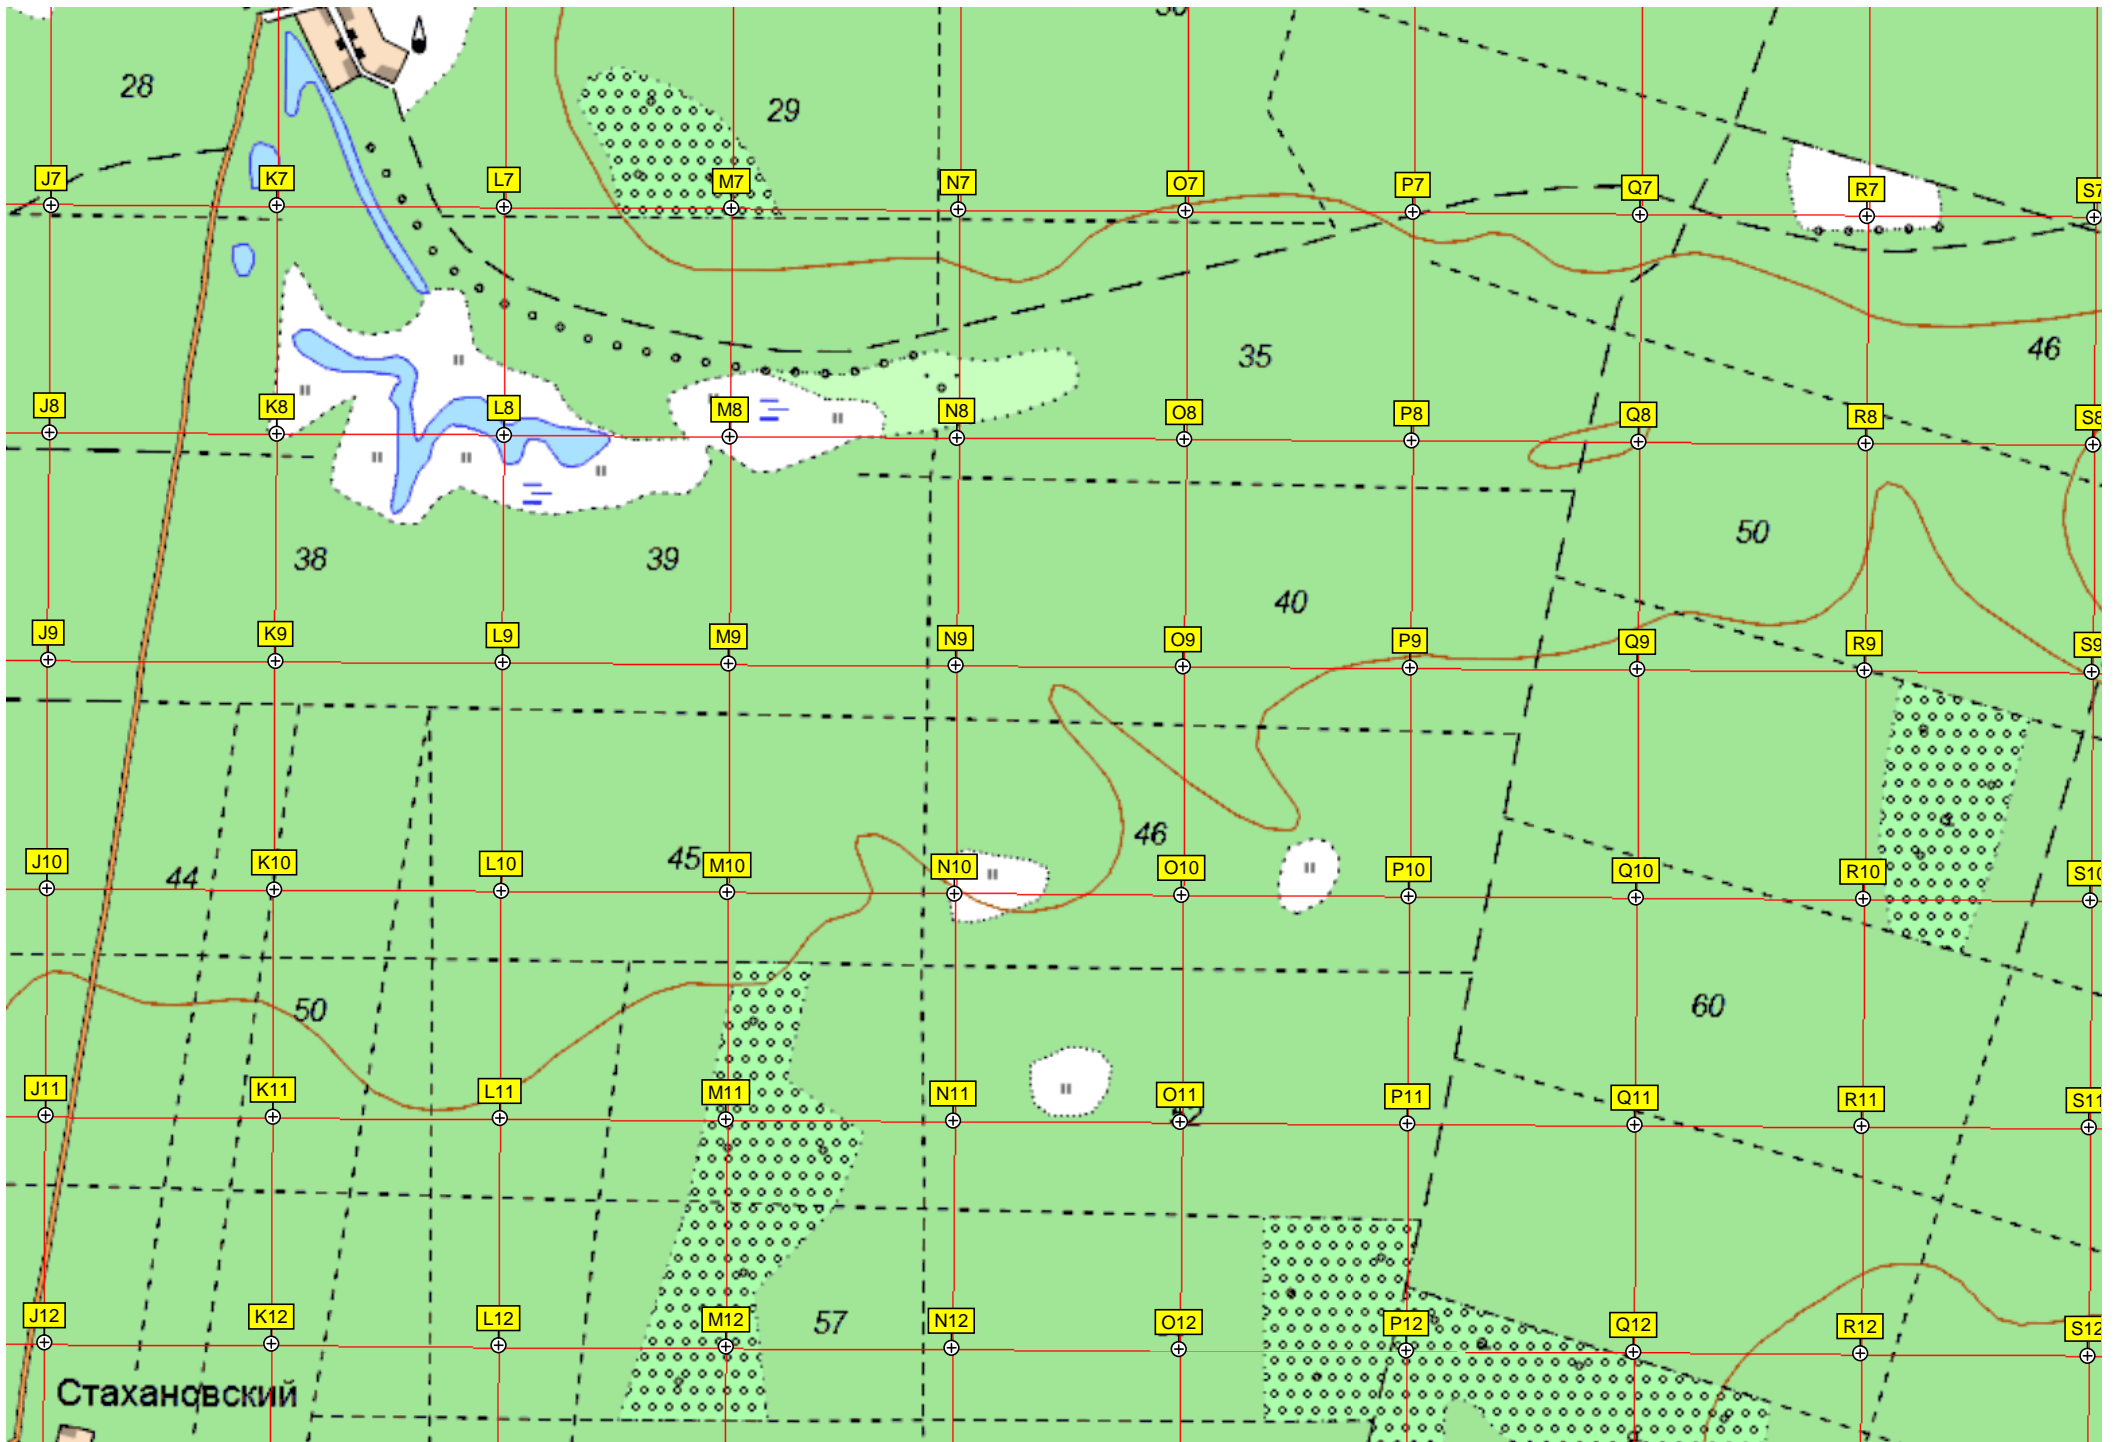 28
29
J7 K7 L7 M7 N7 O7 P7 Q7 R7 S7
35
46
J8 K8 L8 M8 N8 O8 P8 Q8 R8 S8
50
38
39
40
J9 K9 L9 M9 N9 O9 P9 Q9 R9 S9
46
44
45
J10 K10 L10 M10 N10 O10 P10 Q10 R10 S10
50
60
J11 K11 L11 M11 N11 O11 P11 Q11 R11 S11
57
J12 K12 L12 M12 N12 O12 P12 Q12 R12 S12
Стахановский